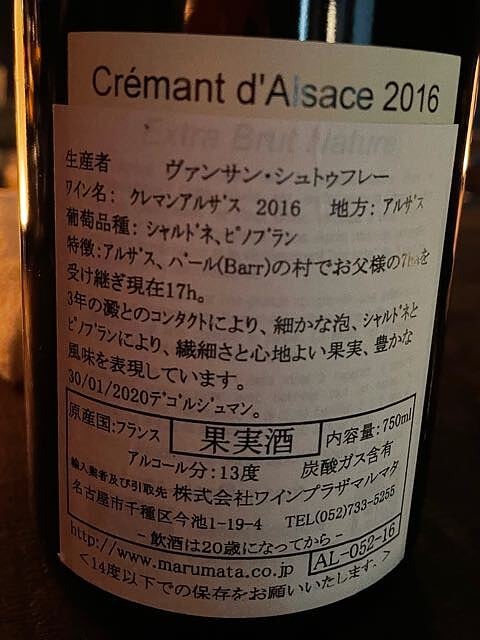 Crémant d'Alsace 2016
Extra Brut Nature
生産者 ヴァンサン・シュトゥフレー
ワイン名: クレマンアルザス 2016 地方: アルザス
葡萄品種: シャルドネ、ピノブラン
特徴:アルザス、バール(Barr)の村でお父様の7haを
受け継ぎ現在17h。
3年の澱とのコンタクトにより、細かな泡、シャルドネと
ピノブランにより、繊細さと心地よい果実、豊かな
風味を表現しています。
30/01/2020デゴルジュマン。
原産国:フランス 果実酒 内容量:750ml
アルコール分:13度 炭酸ガス含有
輸入業者及び引取先 株式会社ワインプラザマルマタ
名古屋市千種区今池1-19-4 TEL(052)733-5255
-飲酒は20歳になってから-
http://www.marumata.co.jp AL-052-16
<14度以下での保存をお願いいたします。>